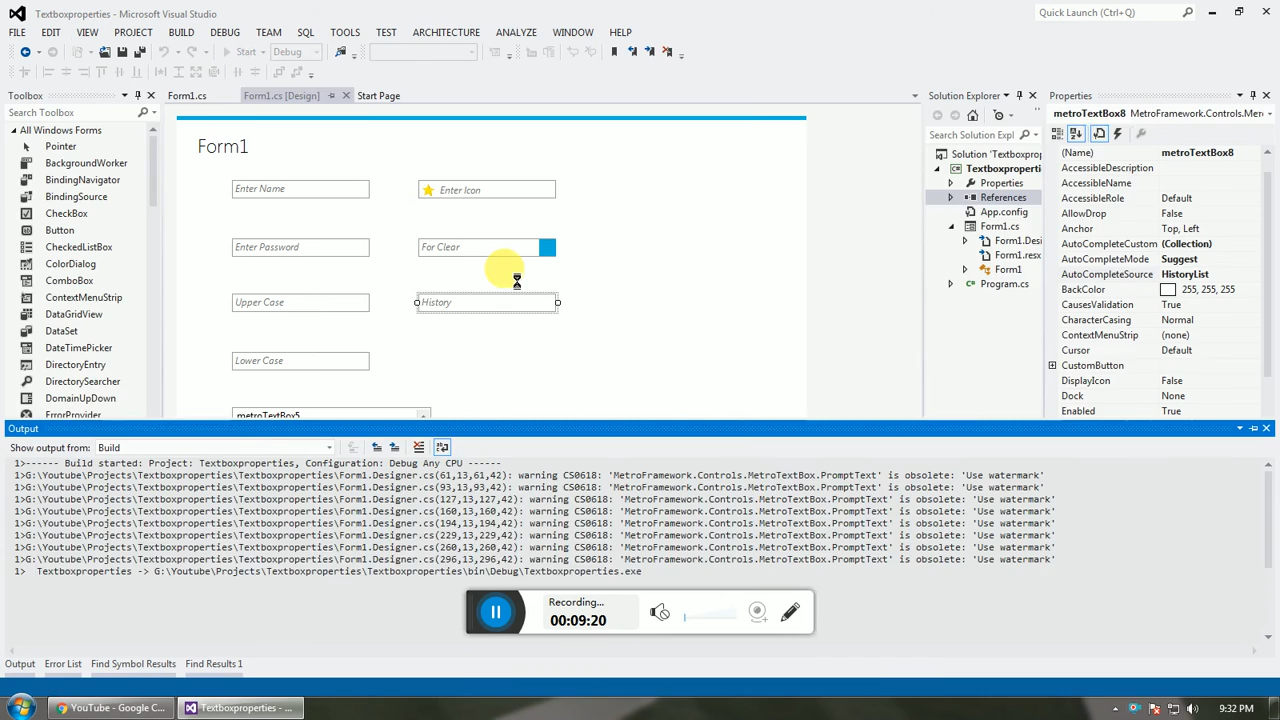 Textboxproperties - Microsoft Visual Studio
Quick Launch (Ctrl+Q)
FILE EDIT VIEW PROJECT BUILD DEBUG TEAM SQL TOOLS TEST ARCHITECTURE ANALYZE WINDOW HELP
Start Debug
Toolbox
Form1.cs Form1.cs [Design] Start Page
Solution Explorer
Properties
Search Toolbox
All Windows Forms
Pointer
BackgroundWorker
BindingNavigator
BindingSource
CheckBox
Button
CheckedListBox
ColorDialog
ComboBox
ContextMenuStrip
DataGridView
DataSet
DateTimePicker
DirectoryEntry
DirectorySearcher
DomainUpDown
ErrorProvider
Form1
Enter Name
Enter Icon
Enter Password
For Clear
Upper Case
History
Lower Case
metroTextBox5
Search Solution Expl
Solution 'Textboxprop
Textboxproperti
Properties
References
App.config
Form1.cs
Form1.Desi
Form1.resx
Form1
Program.cs
metroTextBox8 MetroFramework.Controls.Me
(Name) metroTextBox8
AccessibleDescription
AccessibleName
AccessibleRole Default
AllowDrop False
Anchor Top, Left
AutoCompleteCustom (Collection)
AutoCompleteMode Suggest
AutoCompleteSource HistoryList
BackColor 255, 255, 255
CausesValidation True
CharacterCasing Normal
ContextMenuStrip (none)
Cursor Default
CustomButton
DisplayIcon False
Dock None
Enabled True
Output
Show output from: Build
1>------ Build started: Project: Textboxproperties, Configuration: Debug Any CPU ------
1>G:\Youtube\Projects\Textboxproperties\Textboxproperties\Form1.Designer.cs(61,13,61,42): warning CS0618: 'MetroFramework.Controls.MetroTextBox.PromptText' is obsolete: 'Use watermark'
1>G:\Youtube\Projects\Textboxproperties\Textboxproperties\Form1.Designer.cs(93,13,93,42): warning CS0618: 'MetroFramework.Controls.MetroTextBox.PromptText' is obsolete: 'Use watermark'
1>G:\Youtube\Projects\Textboxproperties\Textboxproperties\Form1.Designer.cs(127,13,127,42): warning CS0618: 'MetroFramework.Controls.MetroTextBox.PromptText' is obsolete: 'Use watermark'
1>G:\Youtube\Projects\Textboxproperties\Textboxproperties\Form1.Designer.cs(160,13,160,42): warning CS0618: 'MetroFramework.Controls.MetroTextBox.PromptText' is obsolete: 'Use watermark'
1>G:\Youtube\Projects\Textboxproperties\Textboxproperties\Form1.Designer.cs(194,13,194,42): warning CS0618: 'MetroFramework.Controls.MetroTextBox.PromptText' is obsolete: 'Use watermark'
1>G:\Youtube\Projects\Textboxproperties\Textboxproperties\Form1.Designer.cs(229,13,229,42): warning CS0618: 'MetroFramework.Controls.MetroTextBox.PromptText' is obsolete: 'Use watermark'
1>G:\Youtube\Projects\Textboxproperties\Textboxproperties\Form1.Designer.cs(260,13,260,42): warning CS0618: 'MetroFramework.Controls.MetroTextBox.PromptText' is obsolete: 'Use watermark'
1>G:\Youtube\Projects\Textboxproperties\Textboxproperties\Form1.Designer.cs(296,13,296,42): warning CS0618: 'MetroFramework.Controls.MetroTextBox.PromptText' is obsolete: 'Use watermark'
1> Textboxproperties -> G:\Youtube\Projects\Textboxproperties\Textboxproperties\bin\Debug\Textboxproperties.exe
Recording...
00:09:20
Output Error List Find Symbol Results Find Results 1
YouTube - Google C... Textboxproperties - ... 9:32 PM